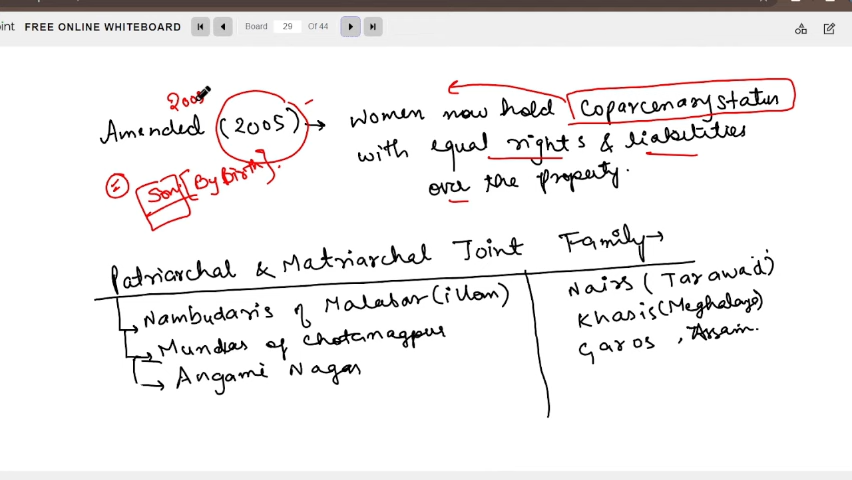 oint FREE ONLINE WHITEBOARD Board 29 Of 44
2005
Amended (2005) → women now hold coparcenary status
with equal rights & liabilities
over the property.
= Son [By Birth].
Patriarchal & Matriarchal Joint Family →
Nambudaris of Malabar (illom)
Mundas of Chotanagpur
Angami Nagas
Nairs (Tarawad)
Khasis (Meghalaya)
Garos , Assam.